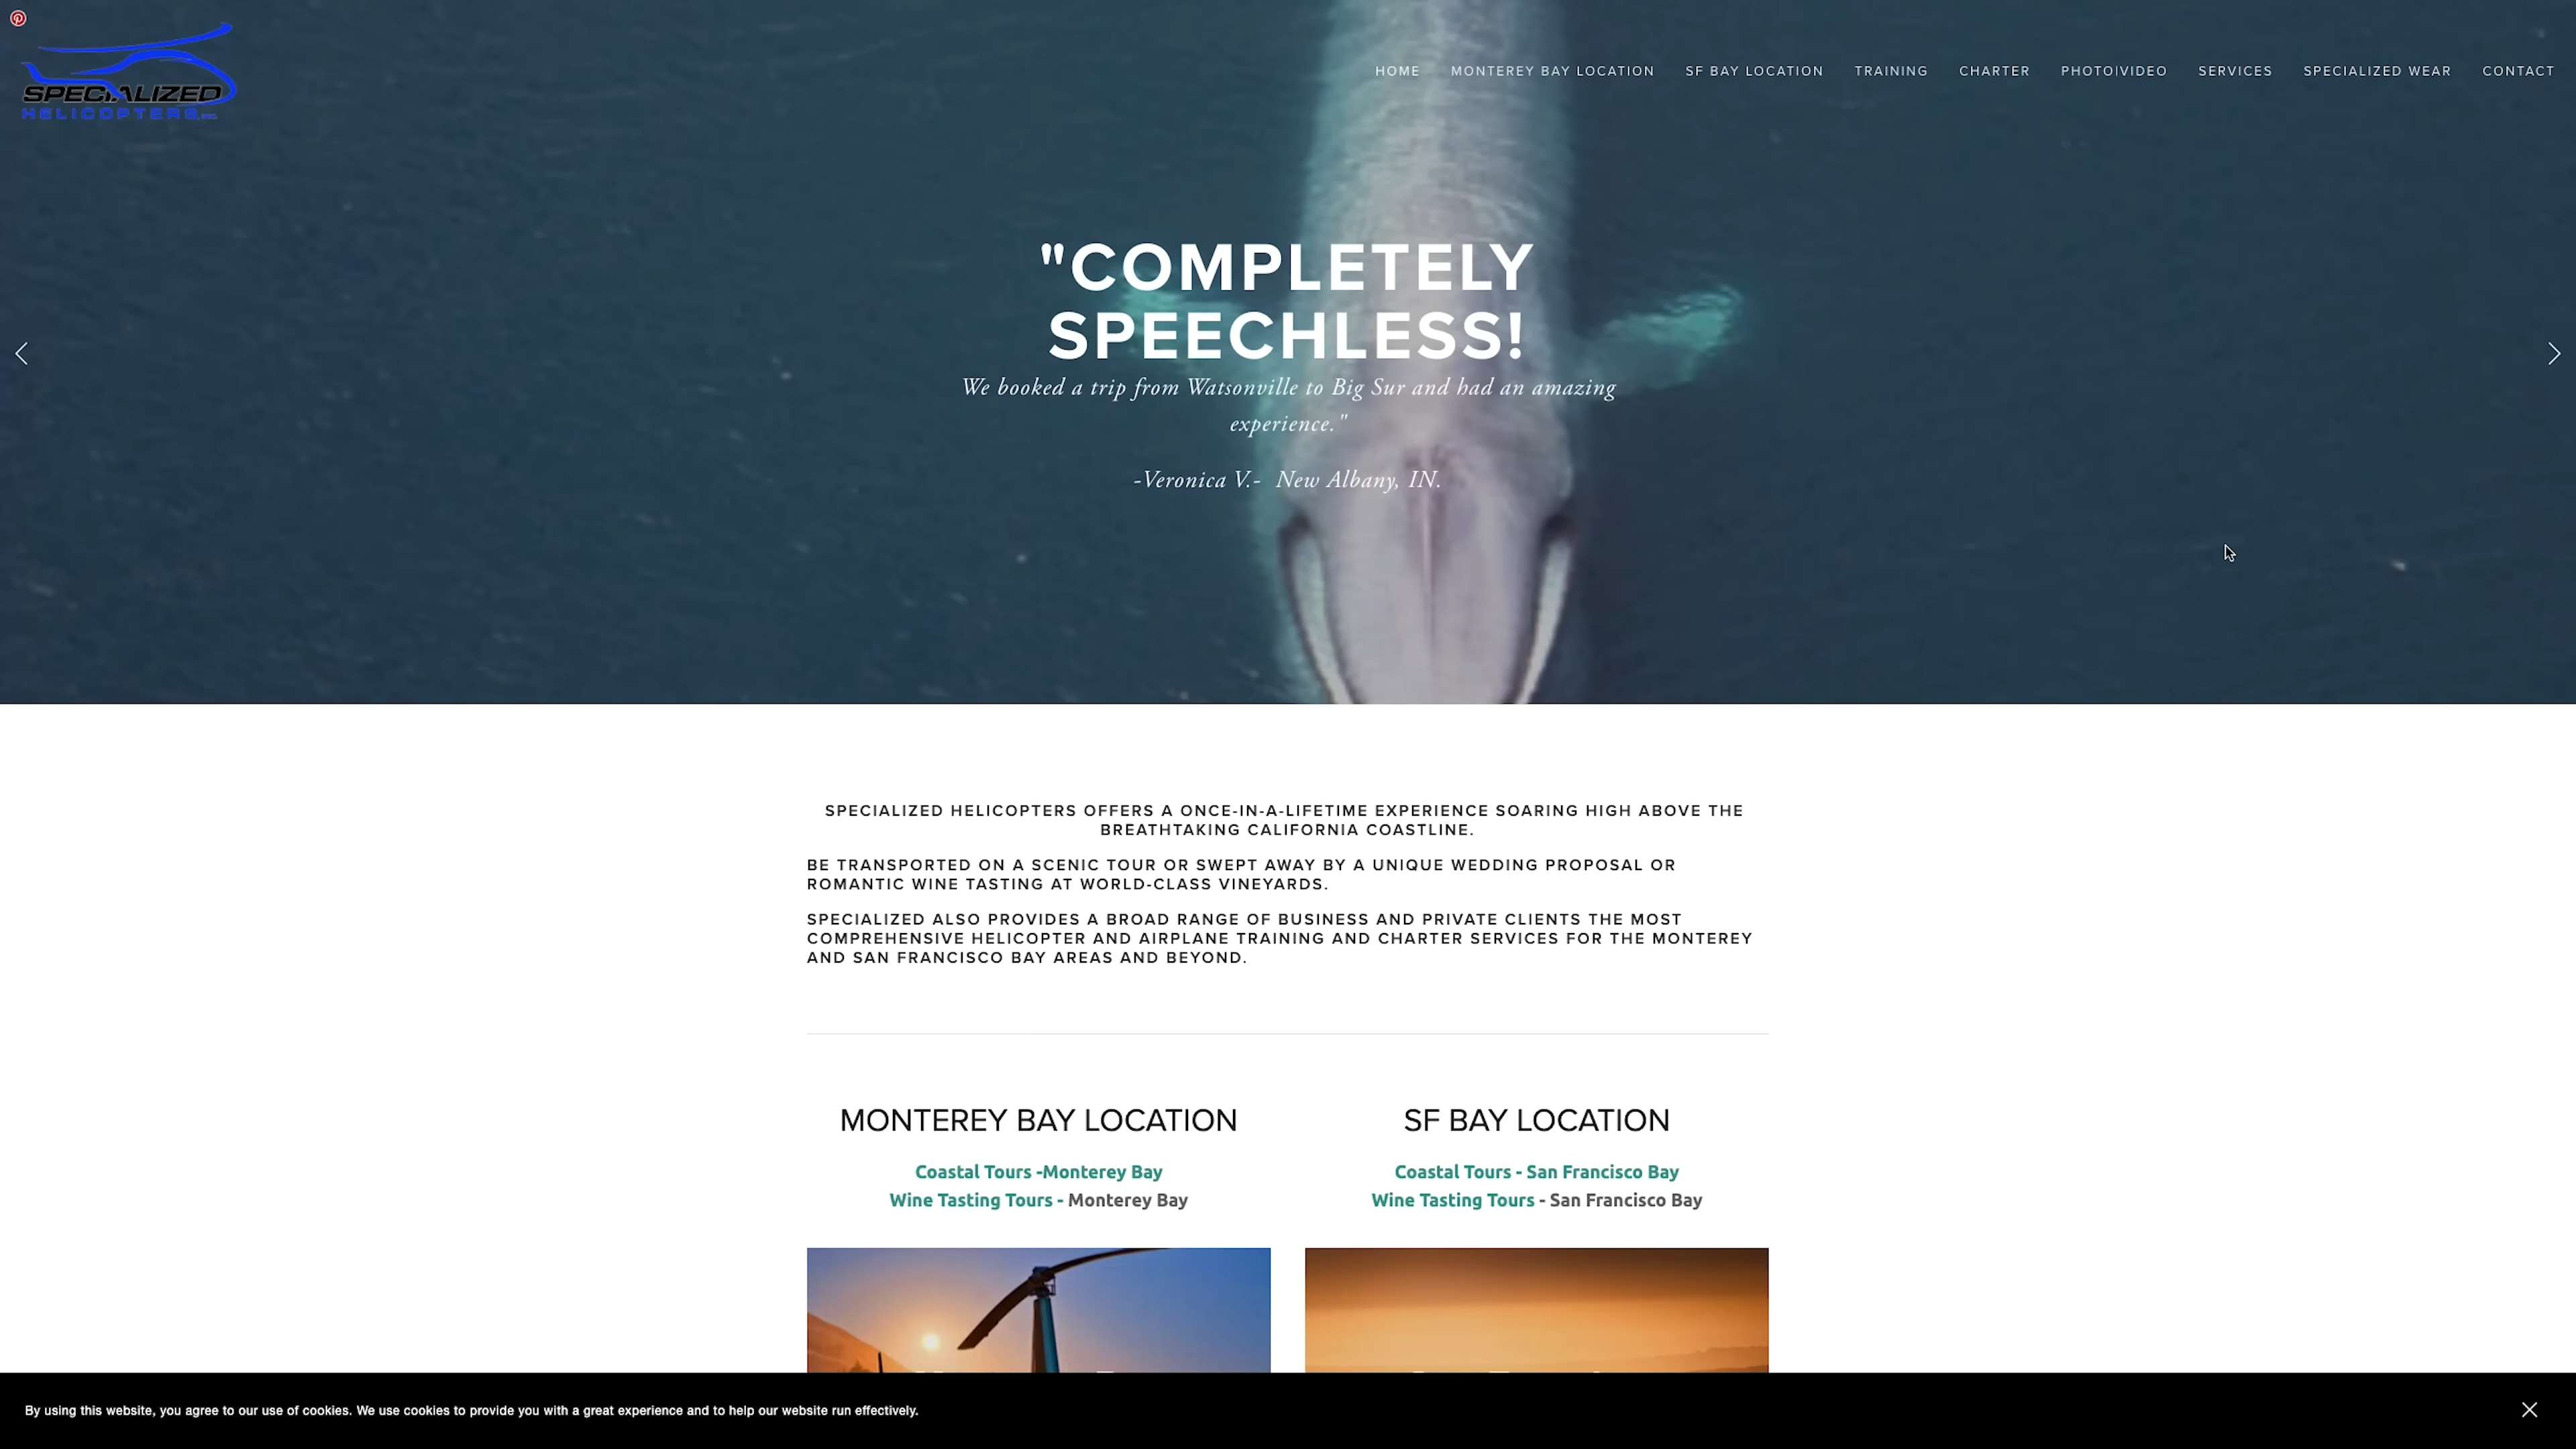 SPECIALIZED
HELICOPTERS INC.
HOME MONTEREY BAY LOCATION SF BAY LOCATION TRAINING CHARTER PHOTO|VIDEO SERVICES SPECIALIZED WEAR CONTACT
"COMPLETELY
SPEECHLESS!
We booked a trip from Watsonville to Big Sur and had an amazing
experience."
-Veronica V.- New Albany, IN.
SPECIALIZED HELICOPTERS OFFERS A ONCE-IN-A-LIFETIME EXPERIENCE SOARING HIGH ABOVE THE
BREATHTAKING CALIFORNIA COASTLINE.
BE TRANSPORTED ON A SCENIC TOUR OR SWEPT AWAY BY A UNIQUE WEDDING PROPOSAL OR
ROMANTIC WINE TASTING AT WORLD-CLASS VINEYARDS.
SPECIALIZED ALSO PROVIDES A BROAD RANGE OF BUSINESS AND PRIVATE CLIENTS THE MOST
COMPREHENSIVE HELICOPTER AND AIRPLANE TRAINING AND CHARTER SERVICES FOR THE MONTEREY
AND SAN FRANCISCO BAY AREAS AND BEYOND.
MONTEREY BAY LOCATION
Coastal Tours -Monterey Bay
Wine Tasting Tours - Monterey Bay
SF BAY LOCATION
Coastal Tours - San Francisco Bay
Wine Tasting Tours - San Francisco Bay
By using this website, you agree to our use of cookies. We use cookies to provide you with a great experience and to help our website run effectively.